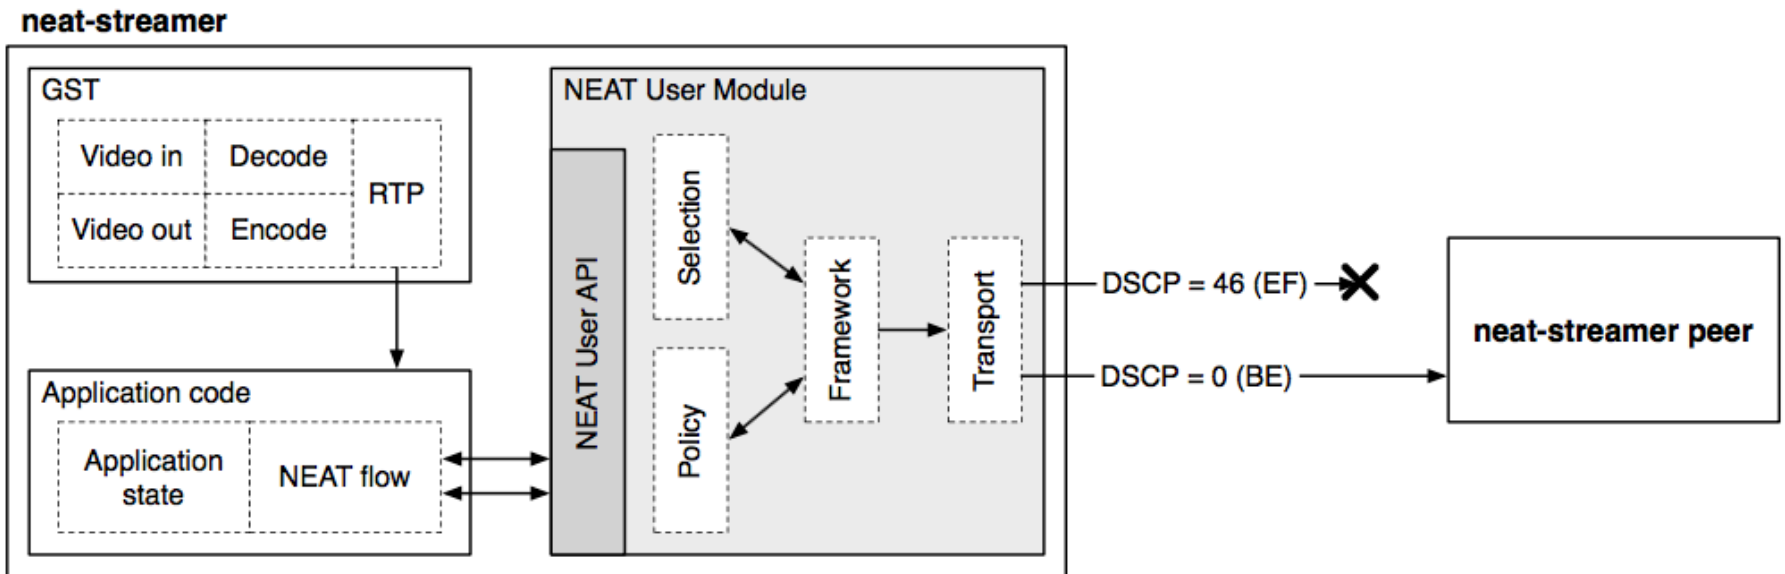 neat-streamer
GST
Video in
Decode
RTP
Video out
Encode
Application code
Application
state
NEAT flow
NEAT User Module
NEAT User API
Selection
Policy
Framework
Transport
DSCP = 46 (EF)
DSCP = 0 (BE)
neat-streamer peer